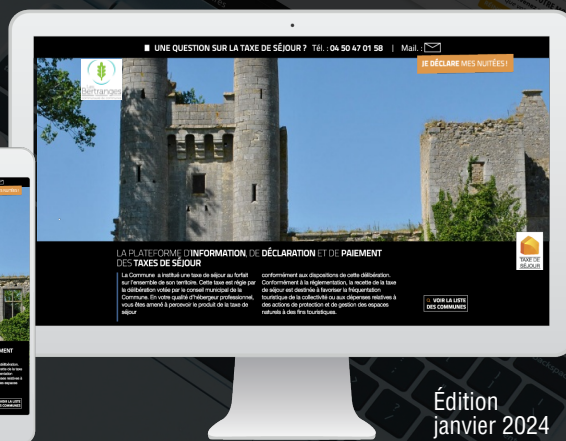 UNE QUESTION SUR LA TAXE DE SÉJOUR ? Tél. : 04 50 47 01 58 | Mail. :
JE DÉCLARE MES NUITÉES !
Les
Bertranges
LA PLATEFORME D'INFORMATION, DE DÉCLARATION ET DE PAIEMENT
DES TAXES DE SÉJOUR
La Commune a institué une taxe de séjour au forfait
sur l'ensemble de son territoire. Cette taxe est régie par
la délibération votée par le conseil municipal de la
Commune. En votre qualité d'hébergeur professionnel,
vous êtes amené à percevoir le produit de la taxe de
séjour
conformément aux dispositions de cette délibération.
Conformément à la réglementation, la recette de la taxe
de séjour est destinée à favoriser la fréquentation
touristique de la collectivité ou aux dépenses relatives à
des actions de protection et de gestion des espaces
naturels à des fins touristiques.
TAXE DE
SÉJOUR
VOIR LA LISTE
DES COMMUNES
Édition
janvier 2024